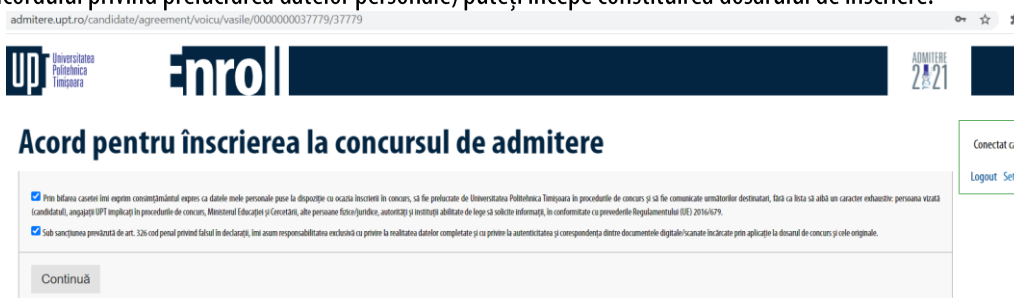 acordului privind prelucrarea datelor personale) puteți începe constituirea dosarului de înscriere.
admitere.upt.ro/candidate/agreement/voicu/vasile/0000000037779/37779
UPT Universitatea
Politehnica
Timișoara
Enroll
ADMITERE
2021
Acord pentru înscrierea la concursul de admitere
Conectat ca
Logout Set
Prin bifarea casetei îmi exprim consimțământul expres ca datele mele personale puse la dispoziție cu ocazia înscrierii în concurs, să fie prelucrate de Universitatea Politehnica Timișoara în procedurile de concurs și să fie comunicate următorilor destinatari, fără ca lista să aibă un caracter exhaustiv: persoana vizată
(candidatul), angajații UPT implicați în procedurile de concurs, Ministerul Educației și Cercetării, alte persoane fizice/juridice, autorități și instituții abilitate de lege să solicite informații, în conformitate cu prevederile Regulamentului (UE) 2016/679.
Sub sancțiunea prevăzută de art. 326 cod penal privind falsul în declarații, îmi asum responsabilitatea exclusivă cu privire la realitatea datelor completate și cu privire la autenticitatea și corespondența dintre documentele digitale/scanate încărcate prin aplicație la dosarul de concurs și cele originale.
Continuă